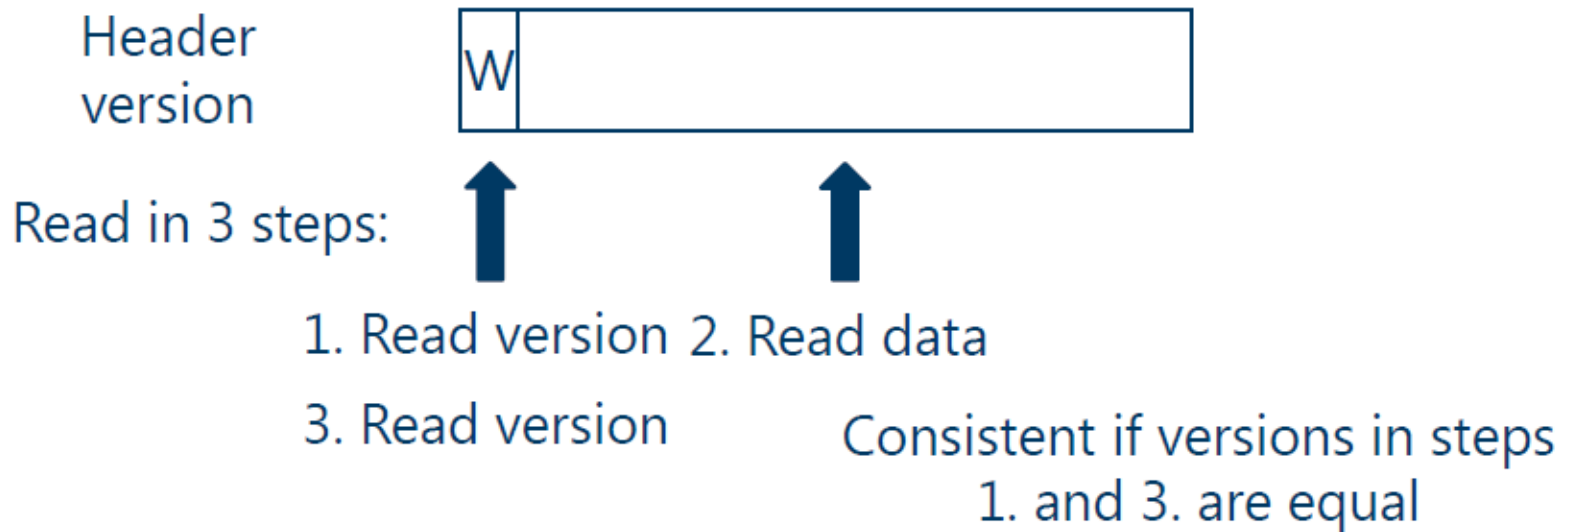 Header
version
W
Read in 3 steps:
1. Read version
2. Read data
3. Read version
Consistent if versions in steps
1. and 3. are equal